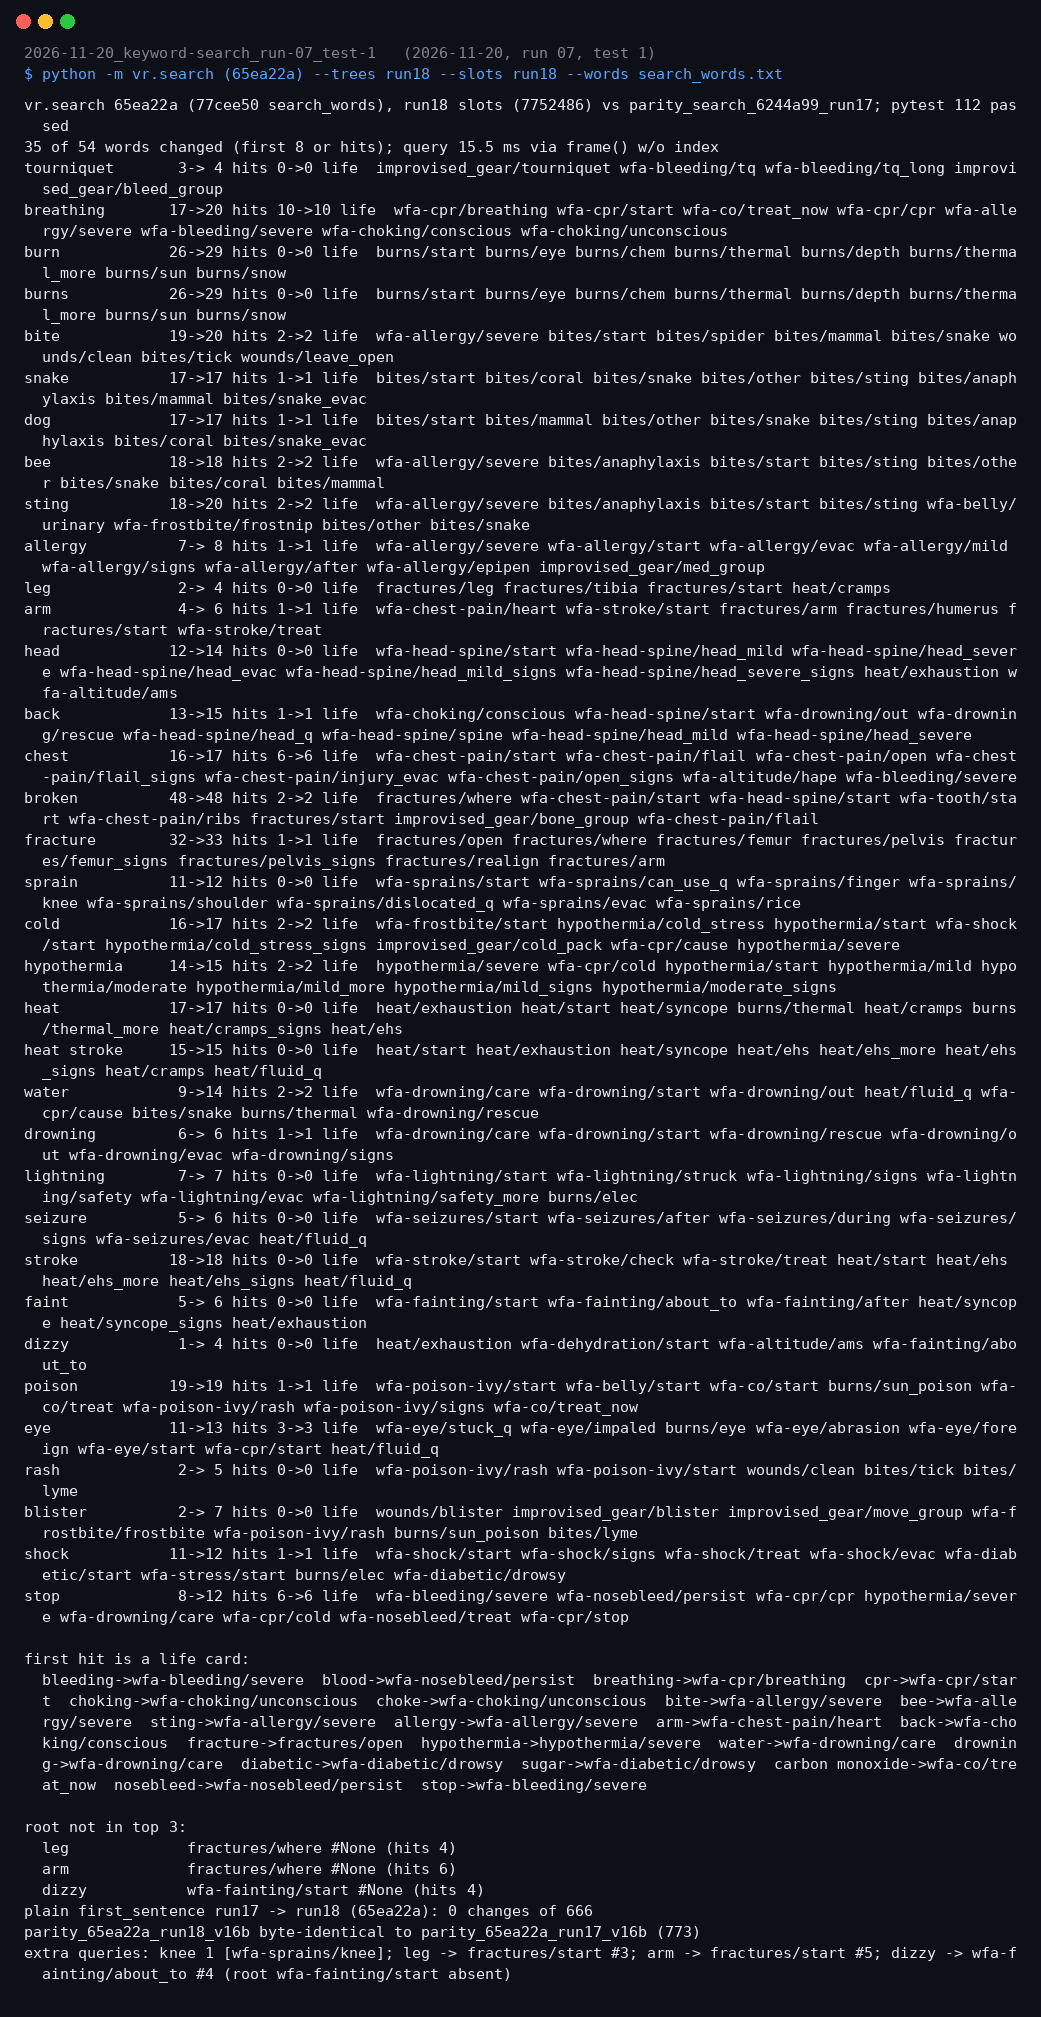 2026-11-20_keyword-search_run-07_test-1   (2026-11-20, run 07, test 1)
$ python -m vr.search (65ea22a) --trees run18 --slots run18 --words search_words.txt
vr.search 65ea22a (77cee50 search_words), run18 slots (7752486) vs parity_search_6244a99_run17; pytest 112 pas
  sed
35 of 54 words changed (first 8 or hits); query 15.5 ms via frame() w/o index
tourniquet       3-> 4 hits 0->0 life  improvised_gear/tourniquet wfa-bleeding/tq wfa-bleeding/tq_long improvi
  sed_gear/bleed_group
breathing       17->20 hits 10->10 life  wfa-cpr/breathing wfa-cpr/start wfa-co/treat_now wfa-cpr/cpr wfa-alle
  rgy/severe wfa-bleeding/severe wfa-choking/conscious wfa-choking/unconscious
burn            26->29 hits 0->0 life  burns/start burns/eye burns/chem burns/thermal burns/depth burns/therma
  l_more burns/sun burns/snow
burns           26->29 hits 0->0 life  burns/start burns/eye burns/chem burns/thermal burns/depth burns/therma
  l_more burns/sun burns/snow
bite            19->20 hits 2->2 life  wfa-allergy/severe bites/start bites/spider bites/mammal bites/snake wo
  unds/clean bites/tick wounds/leave_open
snake           17->17 hits 1->1 life  bites/start bites/coral bites/snake bites/other bites/sting bites/anaph
  ylaxis bites/mammal bites/snake_evac
dog             17->17 hits 1->1 life  bites/start bites/mammal bites/other bites/snake bites/sting bites/anap
  hylaxis bites/coral bites/snake_evac
bee             18->18 hits 2->2 life  wfa-allergy/severe bites/anaphylaxis bites/start bites/sting bites/othe
  r bites/snake bites/coral bites/mammal
sting           18->20 hits 2->2 life  wfa-allergy/severe bites/anaphylaxis bites/start bites/sting wfa-belly/
  urinary wfa-frostbite/frostnip bites/other bites/snake
allergy          7-> 8 hits 1->1 life  wfa-allergy/severe wfa-allergy/start wfa-allergy/evac wfa-allergy/mild
  wfa-allergy/signs wfa-allergy/after wfa-allergy/epipen improvised_gear/med_group
leg              2-> 4 hits 0->0 life  fractures/leg fractures/tibia fractures/start heat/cramps
arm              4-> 6 hits 1->1 life  wfa-chest-pain/heart wfa-stroke/start fractures/arm fractures/humerus f
  ractures/start wfa-stroke/treat
head            12->14 hits 0->0 life  wfa-head-spine/start wfa-head-spine/head_mild wfa-head-spine/head_sever
  e wfa-head-spine/head_evac wfa-head-spine/head_mild_signs wfa-head-spine/head_severe_signs heat/exhaustion w
  fa-altitude/ams
back            13->15 hits 1->1 life  wfa-choking/conscious wfa-head-spine/start wfa-drowning/out wfa-drownin
  g/rescue wfa-head-spine/head_q wfa-head-spine/spine wfa-head-spine/head_mild wfa-head-spine/head_severe
chest           16->17 hits 6->6 life  wfa-chest-pain/start wfa-chest-pain/flail wfa-chest-pain/open wfa-chest
  -pain/flail_signs wfa-chest-pain/injury_evac wfa-chest-pain/open_signs wfa-altitude/hape wfa-bleeding/severe
broken          48->48 hits 2->2 life  fractures/where wfa-chest-pain/start wfa-head-spine/start wfa-tooth/sta
  rt wfa-chest-pain/ribs fractures/start improvised_gear/bone_group wfa-chest-pain/flail
fracture        32->33 hits 1->1 life  fractures/open fractures/where fractures/femur fractures/pelvis fractur
  es/femur_signs fractures/pelvis_signs fractures/realign fractures/arm
sprain          11->12 hits 0->0 life  wfa-sprains/start wfa-sprains/can_use_q wfa-sprains/finger wfa-sprains/
  knee wfa-sprains/shoulder wfa-sprains/dislocated_q wfa-sprains/evac wfa-sprains/rice
cold            16->17 hits 2->2 life  wfa-frostbite/start hypothermia/cold_stress hypothermia/start wfa-shock
  /start hypothermia/cold_stress_signs improvised_gear/cold_pack wfa-cpr/cause hypothermia/severe
hypothermia     14->15 hits 2->2 life  hypothermia/severe wfa-cpr/cold hypothermia/start hypothermia/mild hypo
  thermia/moderate hypothermia/mild_more hypothermia/mild_signs hypothermia/moderate_signs
heat            17->17 hits 0->0 life  heat/exhaustion heat/start heat/syncope burns/thermal heat/cramps burns
  /thermal_more heat/cramps_signs heat/ehs
heat stroke     15->15 hits 0->0 life  heat/start heat/exhaustion heat/syncope heat/ehs heat/ehs_more heat/ehs
  _signs heat/cramps heat/fluid_q
water            9->14 hits 2->2 life  wfa-drowning/care wfa-drowning/start wfa-drowning/out heat/fluid_q wfa-
  cpr/cause bites/snake burns/thermal wfa-drowning/rescue
drowning         6-> 6 hits 1->1 life  wfa-drowning/care wfa-drowning/start wfa-drowning/rescue wfa-drowning/o
  ut wfa-drowning/evac wfa-drowning/signs
lightning        7-> 7 hits 0->0 life  wfa-lightning/start wfa-lightning/struck wfa-lightning/signs wfa-lightn
  ing/safety wfa-lightning/evac wfa-lightning/safety_more burns/elec
seizure          5-> 6 hits 0->0 life  wfa-seizures/start wfa-seizures/after wfa-seizures/during wfa-seizures/
  signs wfa-seizures/evac heat/fluid_q
stroke          18->18 hits 0->0 life  wfa-stroke/start wfa-stroke/check wfa-stroke/treat heat/start heat/ehs
  heat/ehs_more heat/ehs_signs heat/fluid_q
faint            5-> 6 hits 0->0 life  wfa-fainting/start wfa-fainting/about_to wfa-fainting/after heat/syncop
  e heat/syncope_signs heat/exhaustion
dizzy            1-> 4 hits 0->0 life  heat/exhaustion wfa-dehydration/start wfa-altitude/ams wfa-fainting/abo
  ut_to
poison          19->19 hits 1->1 life  wfa-poison-ivy/start wfa-belly/start wfa-co/start burns/sun_poison wfa-
  co/treat wfa-poison-ivy/rash wfa-poison-ivy/signs wfa-co/treat_now
eye             11->13 hits 3->3 life  wfa-eye/stuck_q wfa-eye/impaled burns/eye wfa-eye/abrasion wfa-eye/fore
  ign wfa-eye/start wfa-cpr/start heat/fluid_q
rash             2-> 5 hits 0->0 life  wfa-poison-ivy/rash wfa-poison-ivy/start wounds/clean bites/tick bites/
  lyme
blister          2-> 7 hits 0->0 life  wounds/blister improvised_gear/blister improvised_gear/move_group wfa-f
  rostbite/frostbite wfa-poison-ivy/rash burns/sun_poison bites/lyme
shock           11->12 hits 1->1 life  wfa-shock/start wfa-shock/signs wfa-shock/treat wfa-shock/evac wfa-diab
  etic/start wfa-stress/start burns/elec wfa-diabetic/drowsy
stop             8->12 hits 6->6 life  wfa-bleeding/severe wfa-nosebleed/persist wfa-cpr/cpr hypothermia/sever
  e wfa-drowning/care wfa-cpr/cold wfa-nosebleed/treat wfa-cpr/stop

first hit is a life card:
  bleeding->wfa-bleeding/severe  blood->wfa-nosebleed/persist  breathing->wfa-cpr/breathing  cpr->wfa-cpr/star
  t  choking->wfa-choking/unconscious  choke->wfa-choking/unconscious  bite->wfa-allergy/severe  bee->wfa-alle
  rgy/severe  sting->wfa-allergy/severe  allergy->wfa-allergy/severe  arm->wfa-chest-pain/heart  back->wfa-cho
  king/conscious  fracture->fractures/open  hypothermia->hypothermia/severe  water->wfa-drowning/care  drownin
  g->wfa-drowning/care  diabetic->wfa-diabetic/drowsy  sugar->wfa-diabetic/drowsy  carbon monoxide->wfa-co/tre
  at_now  nosebleed->wfa-nosebleed/persist  stop->wfa-bleeding/severe

root not in top 3:
  leg             fractures/where #None (hits 4)
  arm             fractures/where #None (hits 6)
  dizzy           wfa-fainting/start #None (hits 4)
plain first_sentence run17 -> run18 (65ea22a): 0 changes of 666
parity_65ea22a_run18_v16b byte-identical to parity_65ea22a_run17_v16b (773)
extra queries: knee 1 [wfa-sprains/knee]; leg -> fractures/start #3; arm -> fractures/start #5; dizzy -> wfa-f
  ainting/about_to #4 (root wfa-fainting/start absent)